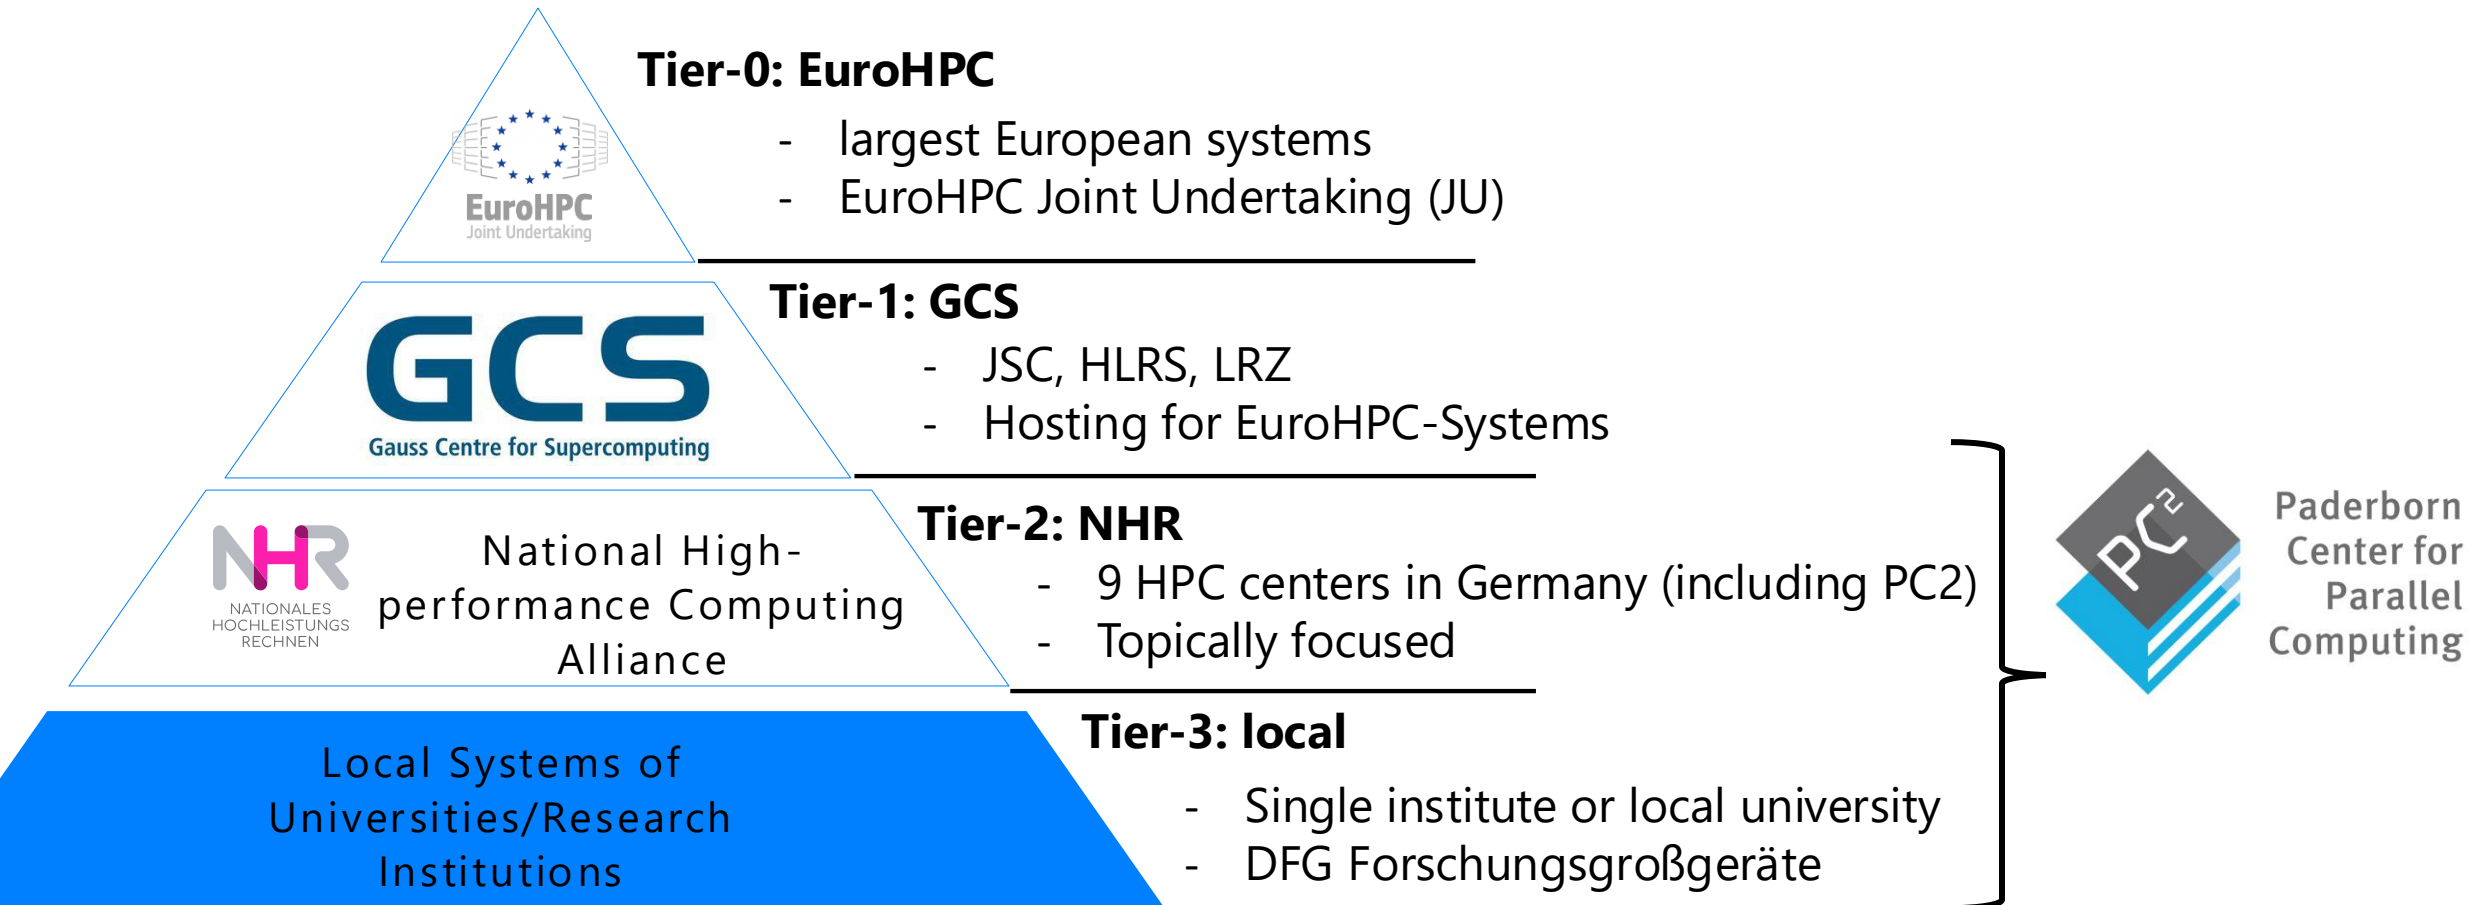 Tier-0: EuroHPC
- largest European systems
- EuroHPC Joint Undertaking (JU)
EuroHPC
Joint Undertaking
Tier-1: GCS
- JSC, HLRS, LRZ
- Hosting for EuroHPC-Systems
GCS
Gauss Centre for Supercomputing
Tier-2: NHR
- 9 HPC centers in Germany (including PC2)
- Topically focused
NHR
NATIONALES
HOCHLEISTUNGS
RECHNEN
National High-
performance Computing
Alliance
Tier-3: local
- Single institute or local university
- DFG Forschungsgroßgeräte
Local Systems of
Universities/Research
Institutions
PC²
Paderborn
Center for
Parallel
Computing